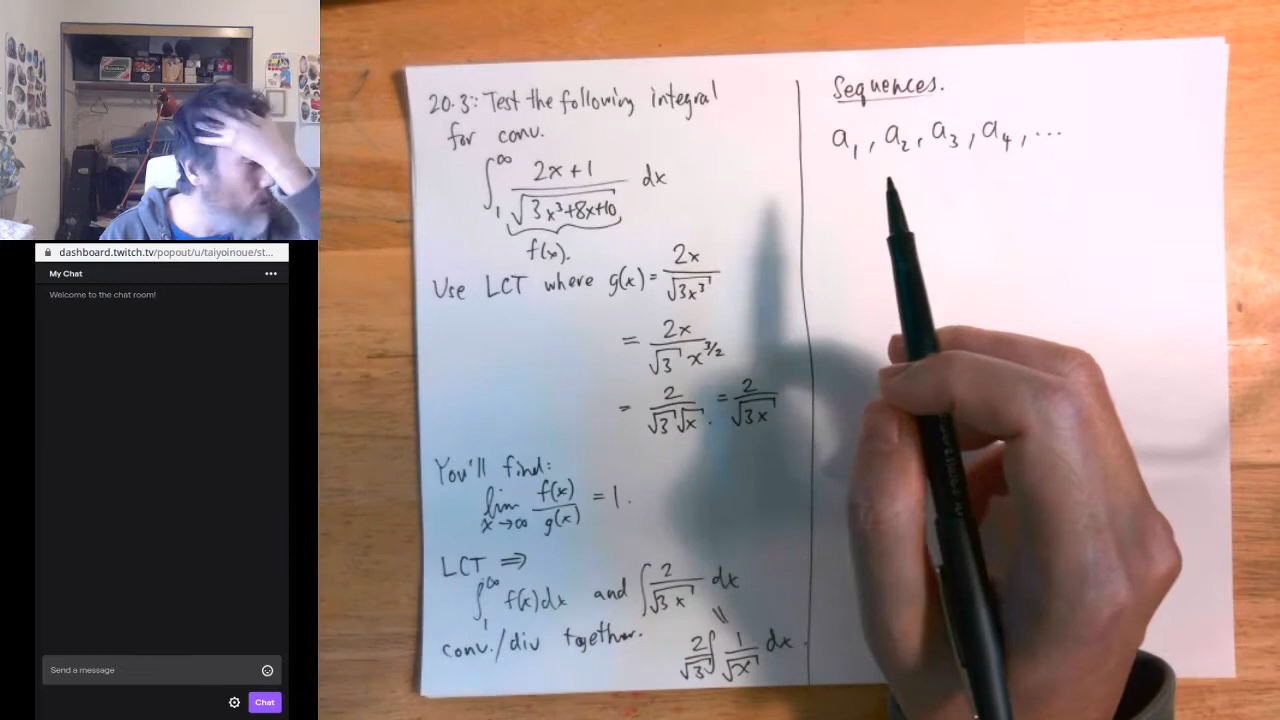 dashboard.twitch.tv/popout/u/taiyoinoue/st...
My Chat
Welcome to the chat room!
Send a message
Chat
20.3: Test the following integral
for conv.
∫₁^∞ (2x+1)/√(3x³+8x+10) dx
f(x).
Use LCT where g(x) = 2x/√(3x³)
= 2x/(√3 x^(3/2))
= 2/(√3 √x). = 2/√(3x)
You'll find:
lim x→∞ f(x)/g(x) = 1.
LCT ⇒
∫₁^∞ f(x)dx and ∫ 2/√(3x) dx
conv./div together.
2/√3 ∫ 1/√x dx.
Sequences.
a₁, a₂, a₃, a₄, ...